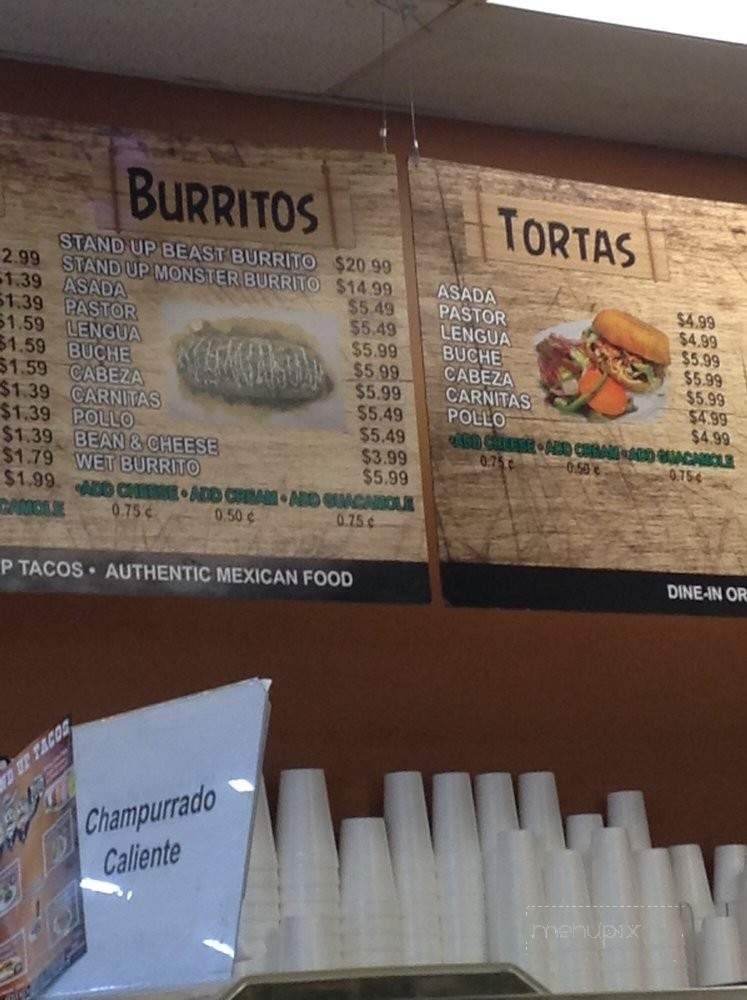 BURRITOS
STAND UP BEAST BURRITO $20.99
STAND UP MONSTER BURRITO $14.99
ASADA $5.49
PASTOR $5.49
LENGUA $5.99
BUCHE $5.99
CABEZA $5.99
CARNITAS $5.49
POLLO $5.49
BEAN & CHEESE $3.99
WET BURRITO $5.99
•ADD CHEESE • ADD CREAM • ADD GUACAMOLE
0.75 ¢ 0.50 ¢ 0.75 ¢
2.99
$1.39
$1.39
$1.59
$1.59
$1.59
$1.39
$1.39
$1.39
$1.79
$1.99
CAMOLE
P TACOS • AUTHENTIC MEXICAN FOOD
TORTAS
ASADA $4.99
PASTOR $4.99
LENGUA $5.99
BUCHE $5.99
CABEZA $5.99
CARNITAS $4.99
POLLO $4.99
•ADD CHEESE • ADD CREAM • ADD GUACAMOLE
0.75 ¢ 0.50 ¢ 0.75 ¢
DINE-IN OR
ND UP TACOS
Champurrado
Caliente
menupix